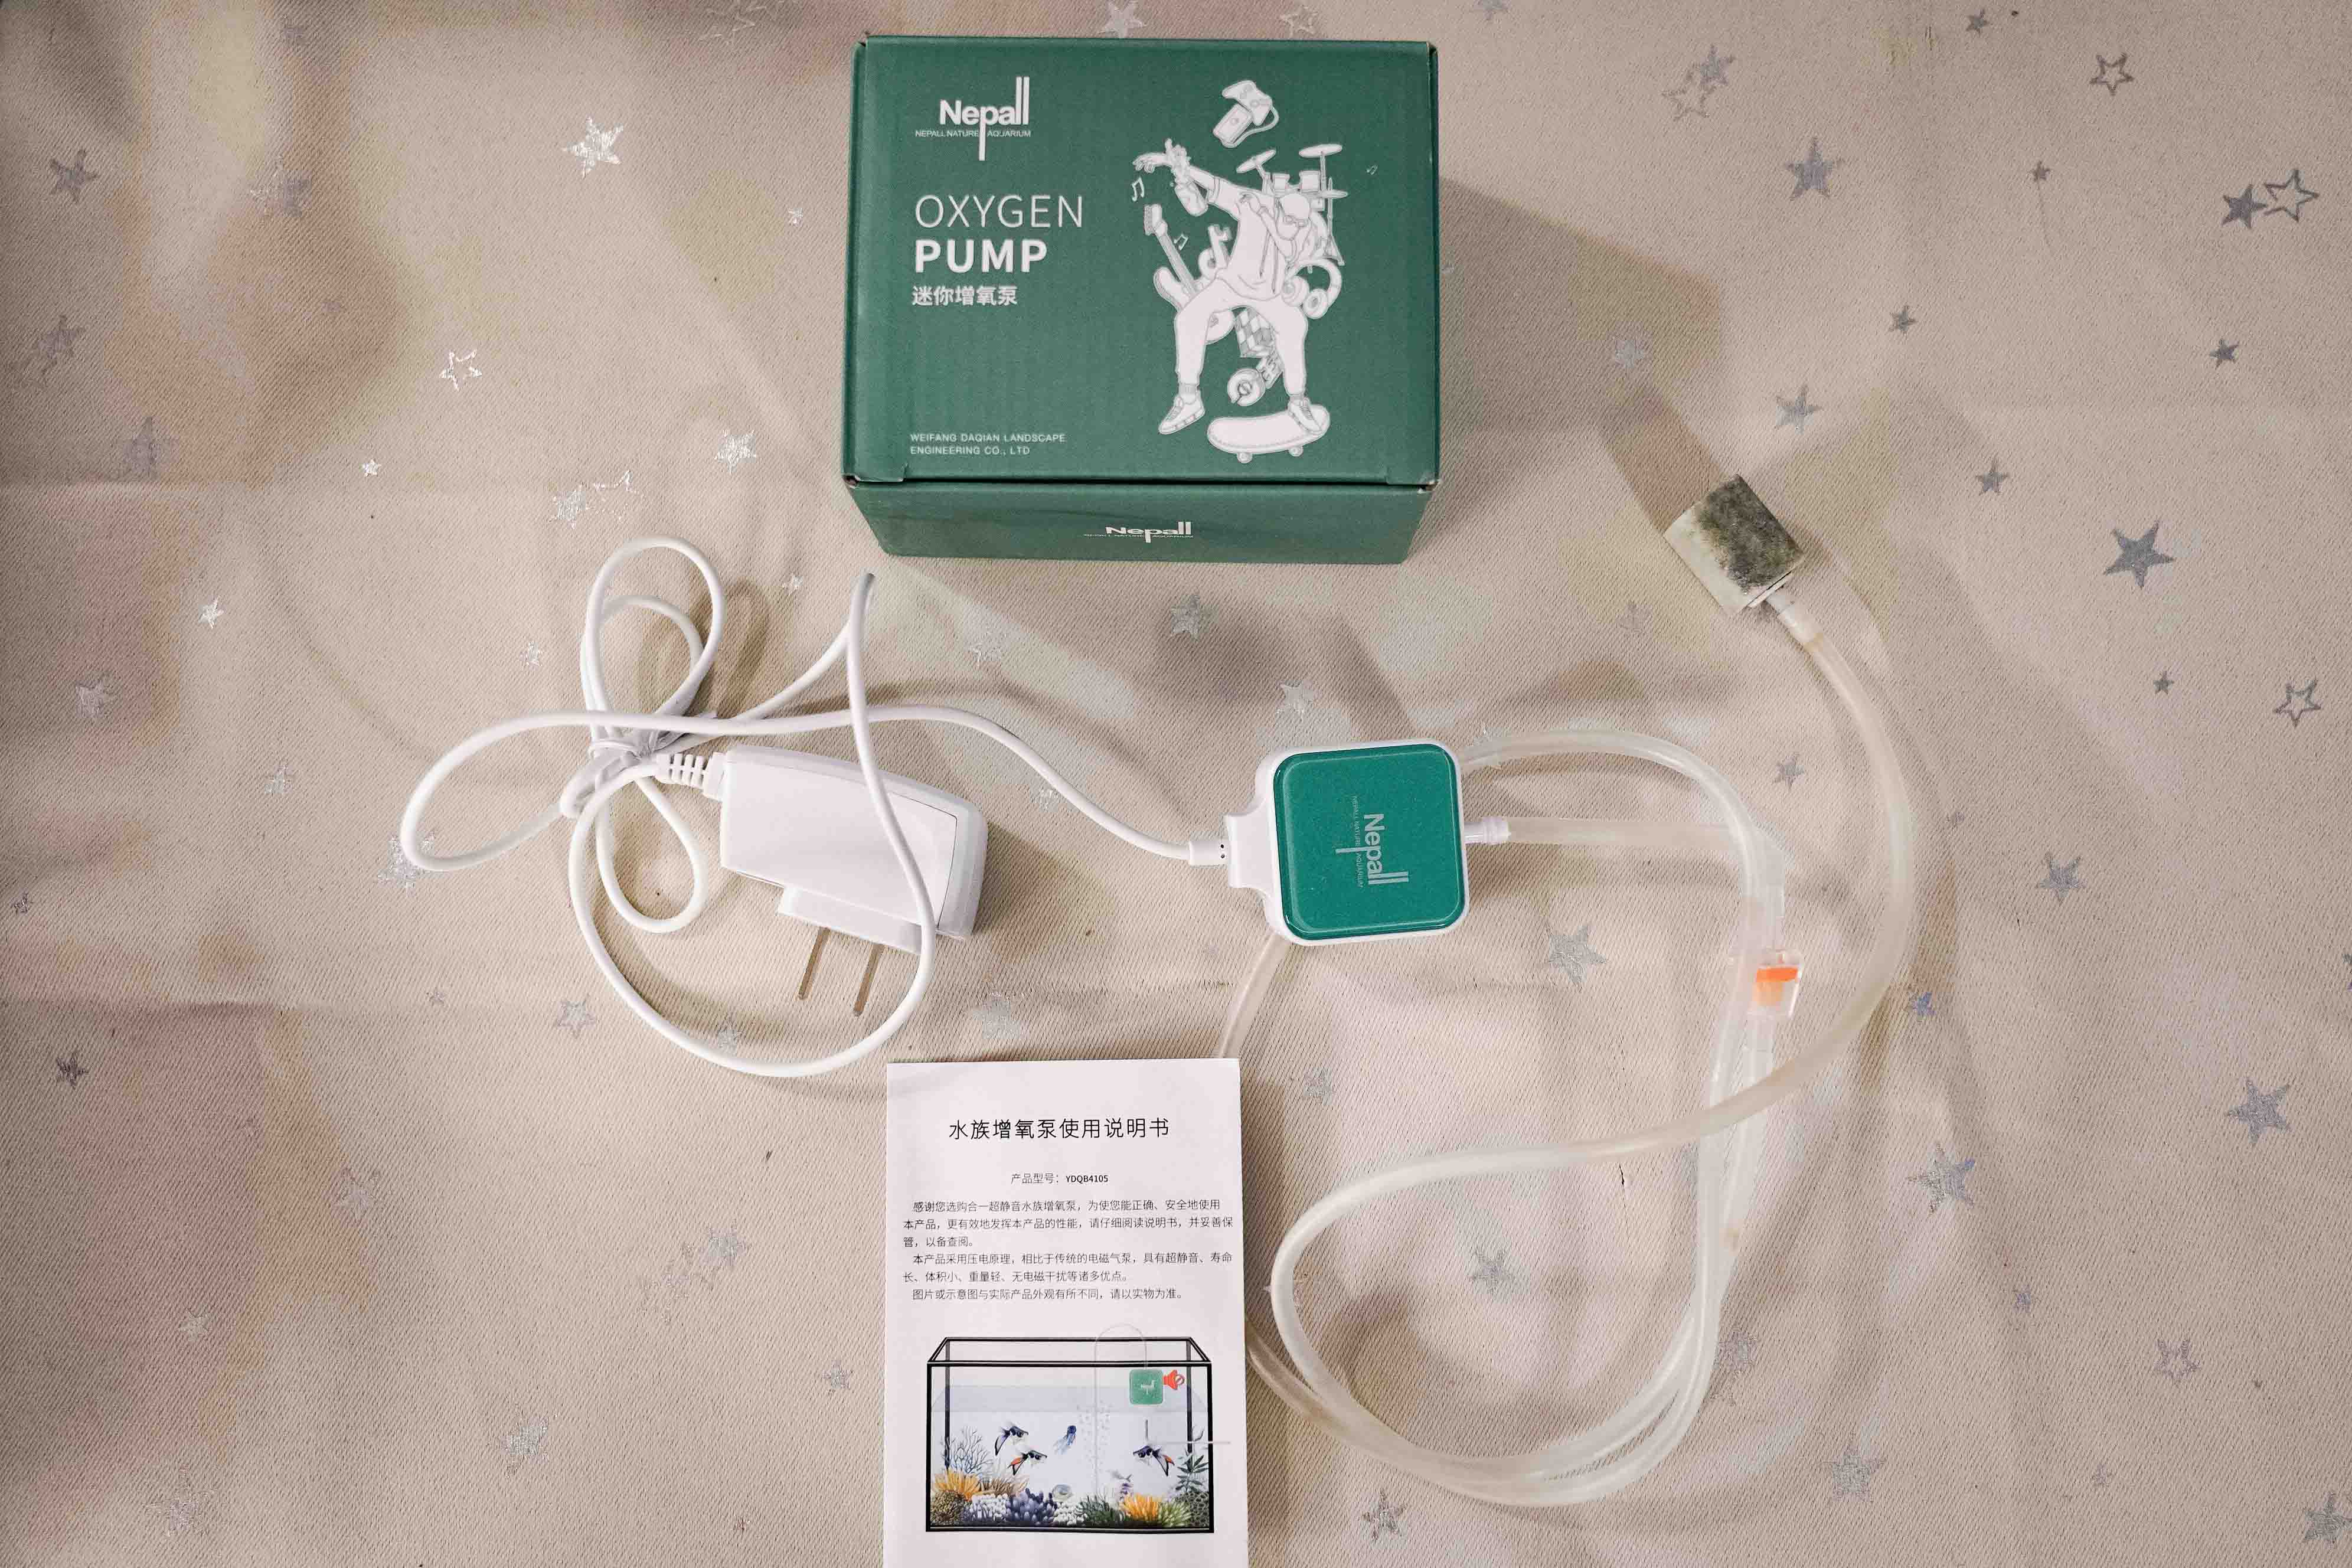 Nepall
NEPALL NATURE AQUARIUM
OXYGEN
PUMP
迷你增氧泵
WEIFANG DAQIAN LANDSCAPE
ENGINEERING CO., LTD
Nepall
Nepall
NEPALL NATURE AQUARIUM
水族增氧泵使用说明书
产品型号：YDQB4105
感谢您选购合一超静音水族增氧泵，为使您能正确、安全地使用
本产品，更有效地发挥本产品的性能，请仔细阅读说明书，并妥善保
管，以备查阅。
本产品采用压电原理，相比于传统的电磁气泵，具有超静音、寿命
长、体积小、重量轻、无电磁干扰等诸多优点。
图片或示意图与实际产品外观有所不同，请以实物为准。